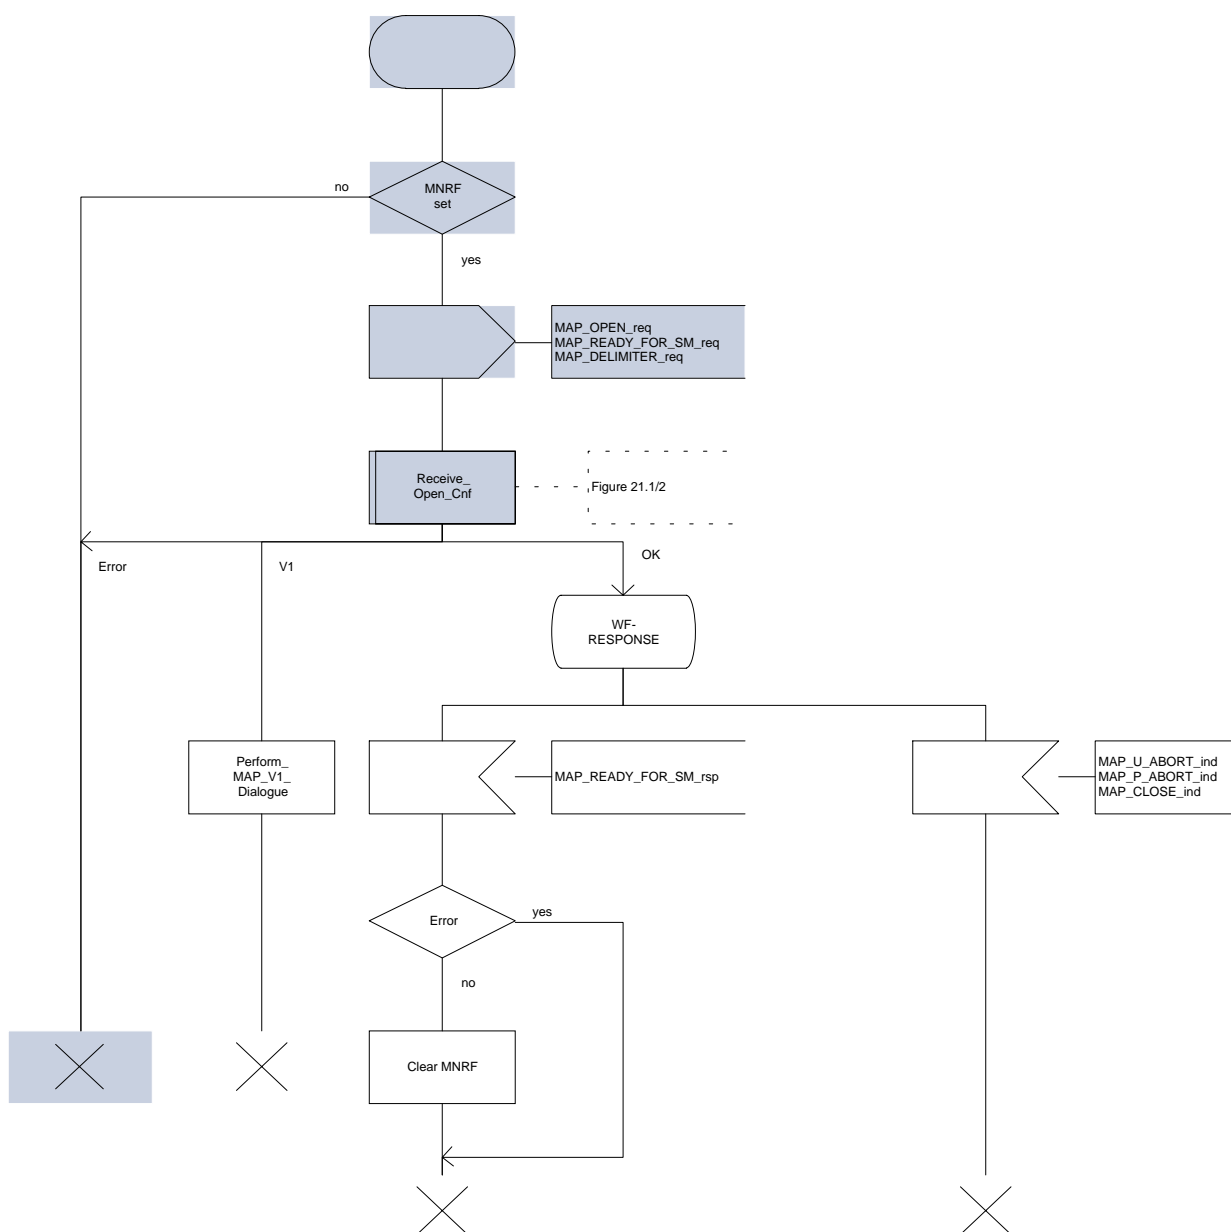 MNRF
set
no
yes
MAP_OPEN_req
MAP_READY_FOR_SM_req
MAP_DELIMITER_req
Receive_
Open_Cnf
Figure 21.1/2
Error
V1
OK
WF-
RESPONSE
Perform_
MAP_V1_
Dialogue
MAP_READY_FOR_SM_rsp
MAP_U_ABORT_ind
MAP_P_ABORT_ind
MAP_CLOSE_ind
Error
yes
no
Clear MNRF